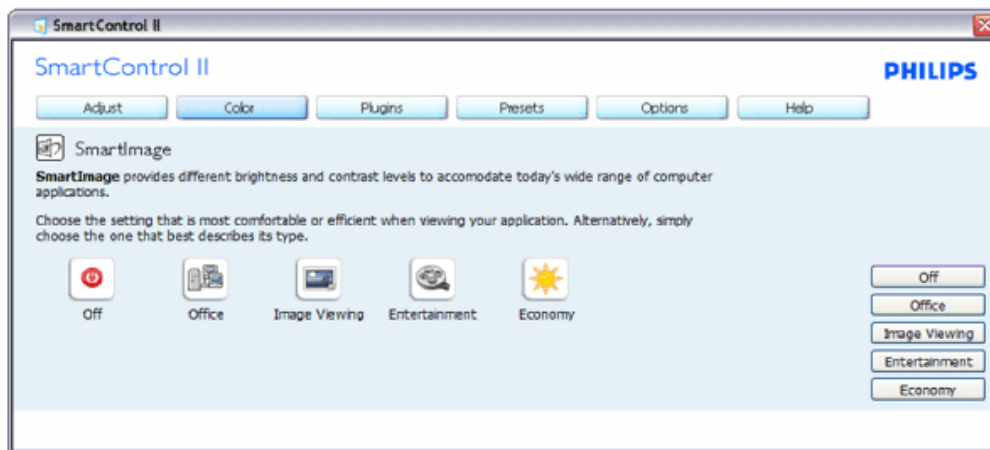 SmartControl II
SmartControl II
PHILIPS
Adjust
Color
Plugins
Presets
Options
Help
SmartImage
SmartImage provides different brightness and contrast levels to accomodate today's wide range of computer
applications.
Choose the setting that is most comfortable or efficient when viewing your application. Alternatively, simply
choose the one that best describes its type.
Off
Office
Image Viewing
Entertainment
Economy
Off
Office
Image Viewing
Entertainment
Economy